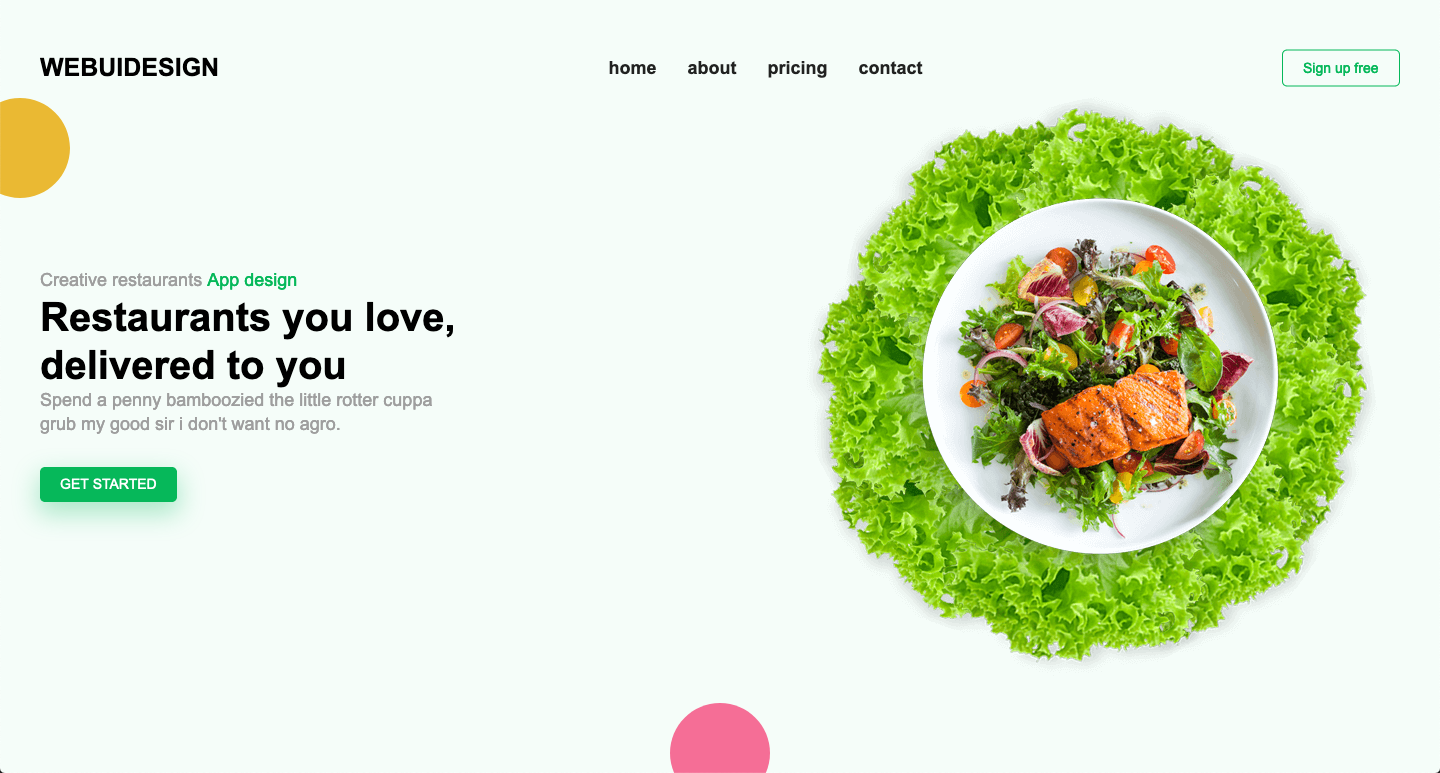 WEBUIDESIGN
home about pricing contact
Sign up free
Creative restaurants App design
Restaurants you love,
delivered to you
Spend a penny bamboozied the little rotter cuppa
grub my good sir i don't want no agro.
GET STARTED